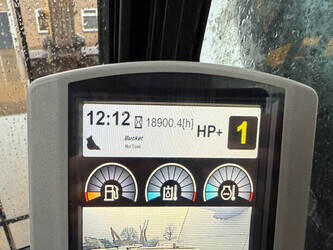 12:12 18900.4[h]
HP+ 1
Bucket
No Tool